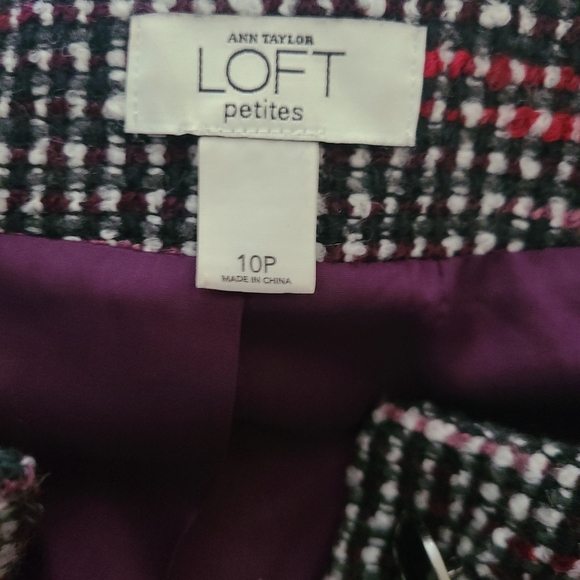 ANN TAYLOR
LOFT
petites
10P
MADE IN CHINA